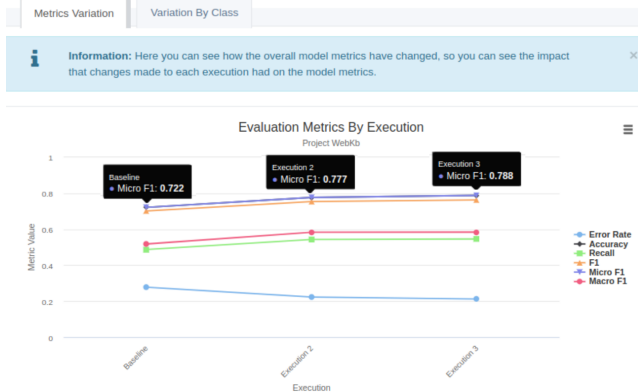 Metrics Variation
Variation By Class
Information: Here you can see how the overall model metrics have changed, so you can see the impact
that changes made to each execution had on the model metrics.
×
Evaluation Metrics By Execution
Project WebKb
Baseline
Micro F1: 0.722
Execution 2
Micro F1: 0.777
Execution 3
Micro F1: 0.788
Metric Value
1
0.8
0.6
0.4
0.2
0
Error Rate
Accuracy
Recall
F1
Micro F1
Macro F1
Baseline
Execution 2
Execution 3
Execution